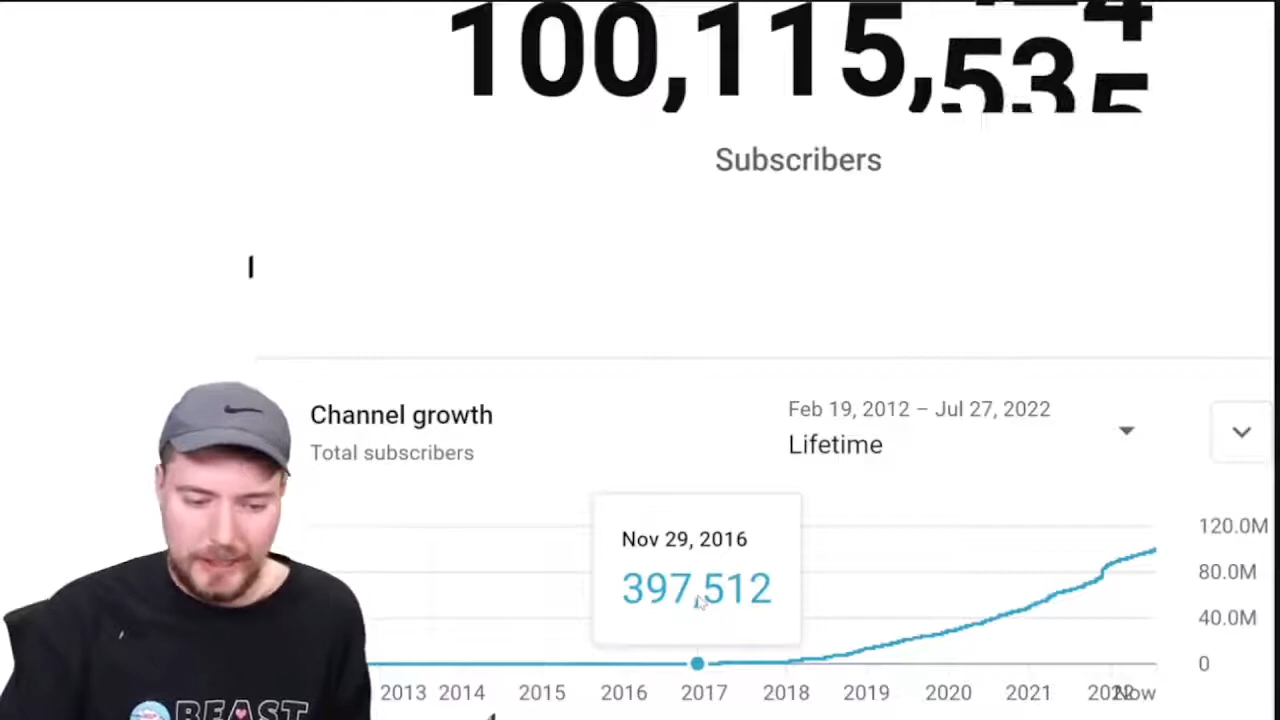 100,115,
Subscribers
Channel growth
Total subscribers
Feb 19, 2012 – Jul 27, 2022
Lifetime
Nov 29, 2016
397,512
120.0M
80.0M
40.0M
0
2013 2014 2015 2016 2017 2018 2019 2020 2021 2022 Now
BEAST